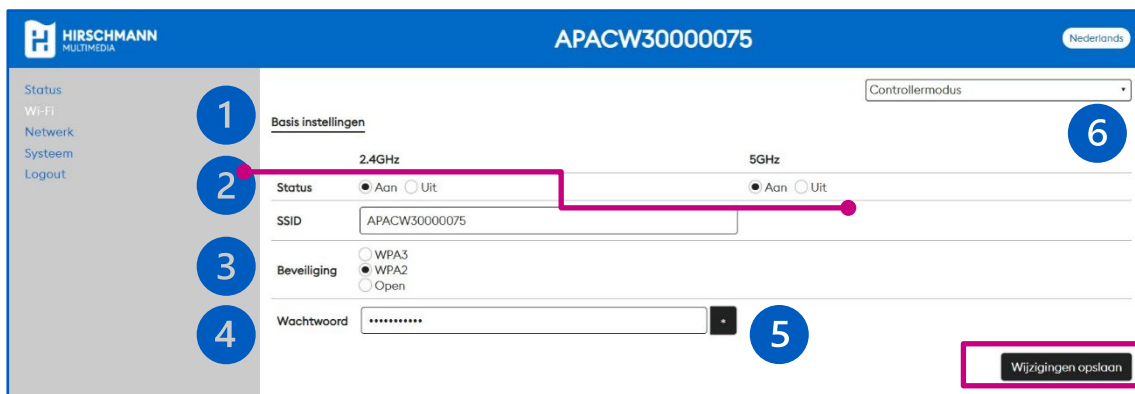 HIRSCHMANN
MULTIMEDIA
APACW30000075
Nederlands
Status
Wi-Fi
Netwerk
Systeem
Logout
Controllermodus
1
Basis instellingen
6
2.4GHz
5GHz
2
Status
Aan
Uit
Aan
Uit
SSID
APACW30000075
3
Beveiliging
WPA3
WPA2
Open
4
Wachtwoord
•••••••••••
*
5
Wijzigingen opslaan